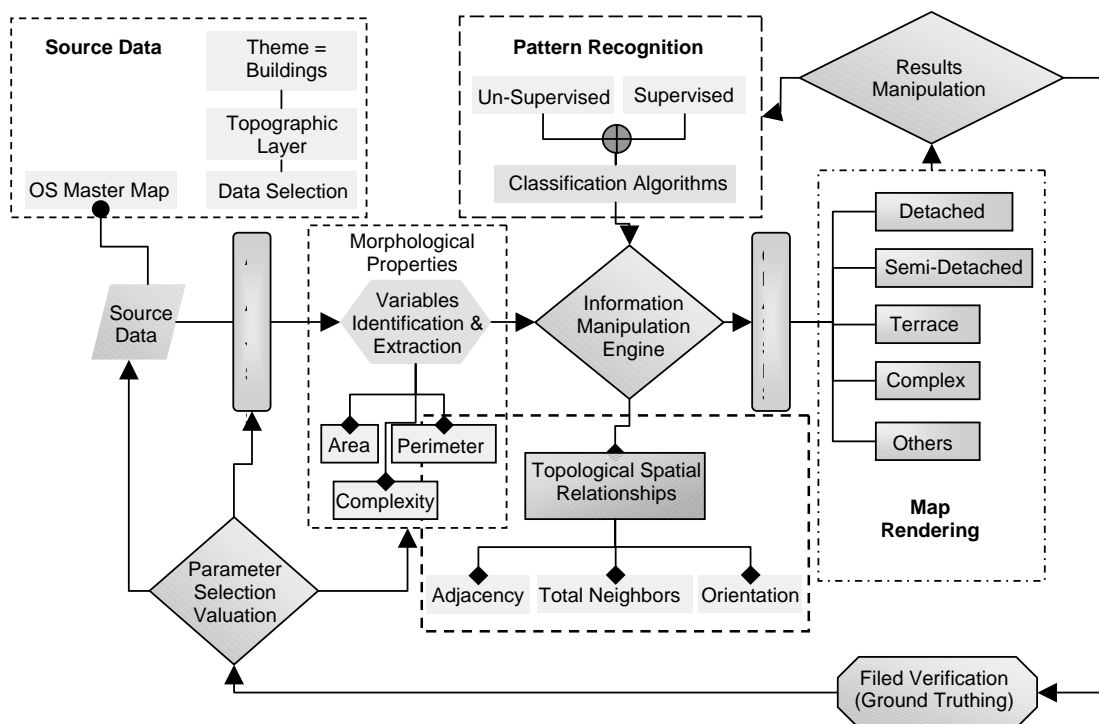 Source Data
Theme =
Buildings
Topographic
Layer
Data Selection
OS Master Map
Pattern Recognition
Un-Supervised
Supervised
Classification Algorithms
Results
Manipulation
Source
Data
Morphological
Properties
Variables
Identification &
Extraction
Area
Perimeter
Complexity
Information
Manipulation
Engine
Topological Spatial
Relationships
Adjacency
Total Neighbors
Orientation
Detached
Semi-Detached
Terrace
Complex
Others
Map
Rendering
Parameter
Selection
Valuation
Filed Verification
(Ground Truthing)